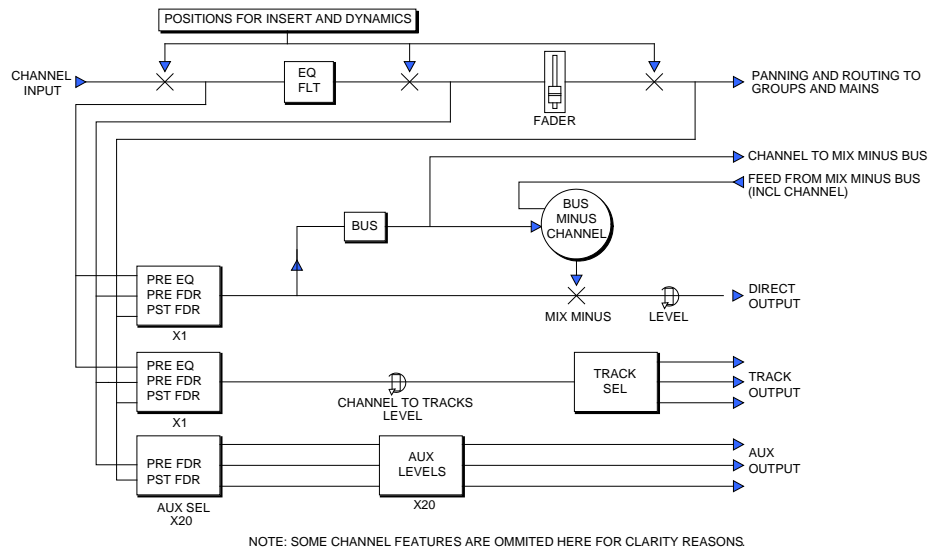 POSITIONS FOR INSERT AND DYNAMICS
CHANNEL
INPUT
EQ
FLT
FADER
PANNING AND ROUTING TO
GROUPS AND MAINS
CHANNEL TO MIX MINUS BUS
FEED FROM MIX MINUS BUS
(INCL CHANNEL)
BUS
BUS
MINUS
CHANNEL
PRE EQ
PRE FDR
PST FDR
X1
MIX MINUS
LEVEL
DIRECT
OUTPUT
PRE EQ
PRE FDR
PST FDR
X1
CHANNEL TO TRACKS
LEVEL
TRACK
SEL
TRACK
OUTPUT
PRE FDR
PST FDR
AUX SEL
X20
AUX
LEVELS
X20
AUX
OUTPUT
NOTE: SOME CHANNEL FEATURES ARE OMMITED HERE FOR CLARITY REASONS.